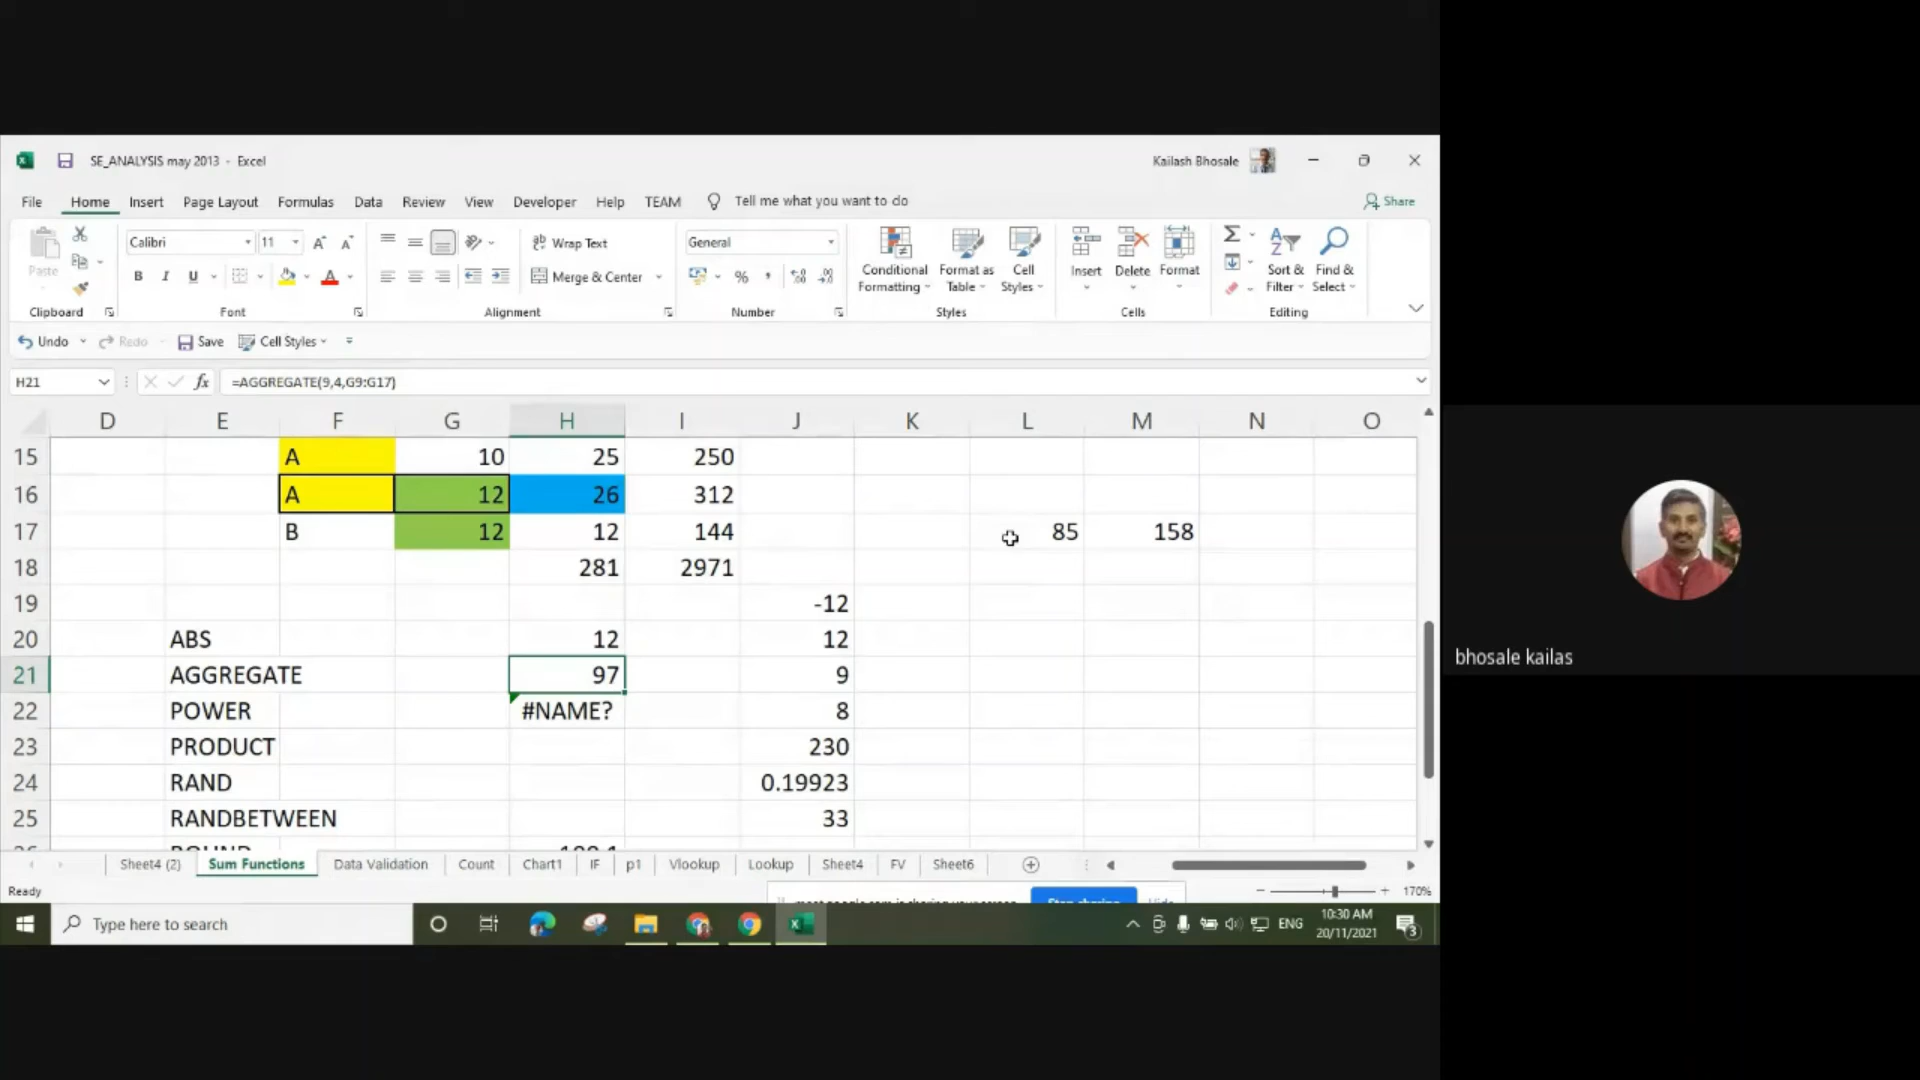 SE_ANALYSIS may 2013 - Excel
Kailash Bhosale
File Home Insert Page Layout Formulas Data Review View Developer Help TEAM Tell me what you want to do Share
Paste
Calibri 11
B I U
Wrap Text
Merge & Center
General
%
Conditional Formatting
Format as Table
Cell Styles
Insert Delete Format
Sort & Filter
Find & Select
Clipboard Font Alignment Number Styles Cells Editing
Undo Redo Save Cell Styles
H21 fx =AGGREGATE(9,4,G9:G17)
D E F G H I J K L M N O
15 A 10 25 250
16 A 12 26 312
17 B 12 12 144 85 158
18 281 2971
19 -12
20 ABS 12 12
21 AGGREGATE 97 9
22 POWER #NAME? 8
23 PRODUCT 230
24 RAND 0.19923
25 RANDBETWEEN 33
Sheet4 (2) Sum Functions Data Validation Count Chart1 IF p1 Vlookup Lookup Sheet4 FV Sheet6
Ready
170%
Type here to search
ENG
10:30 AM
20/11/2021
3
bhosale kailas